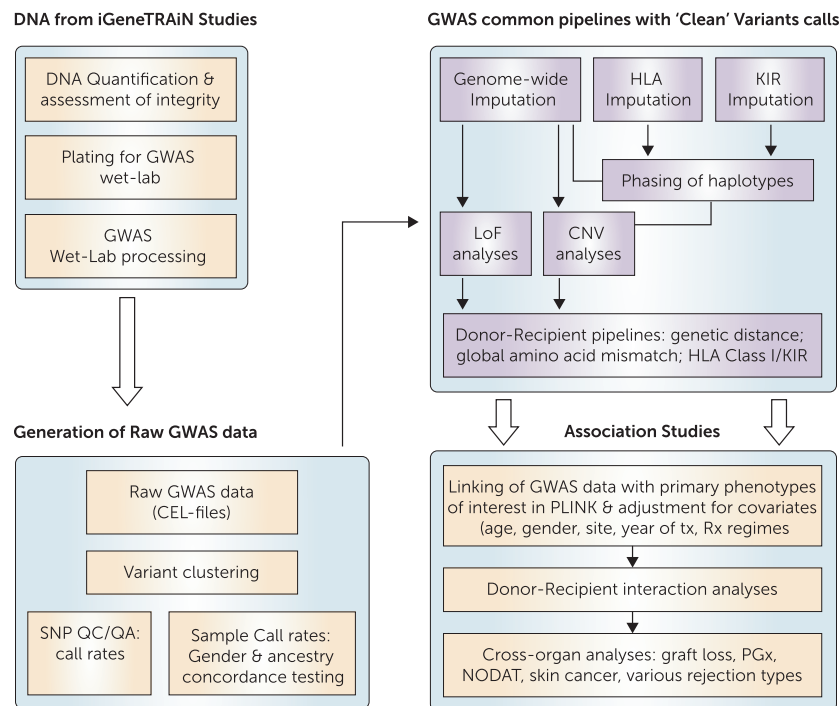 DNA from iGeneTRAiN Studies
DNA Quantification &
assessment of integrity
Plating for GWAS
wet-lab
GWAS
Wet-Lab processing
Generation of Raw GWAS data
Raw GWAS data
(CEL-files)
Variant clustering
SNP QC/QA:
call rates
Sample Call rates:
Gender & ancestry
concordance testing
GWAS common pipelines with ‘Clean’ Variants calls
Genome-wide
Imputation
HLA
Imputation
KIR
Imputation
Phasing of haplotypes
LoF
analyses
CNV
analyses
Donor-Recipient pipelines: genetic distance;
global amino acid mismatch; HLA Class I/KIR
Association Studies
Linking of GWAS data with primary phenotypes
of interest in PLINK & adjustment for covariates
(age, gender, site, year of tx, Rx regimes
Donor-Recipient interaction analyses
Cross-organ analyses: graft loss, PGx,
NODAT, skin cancer, various rejection types